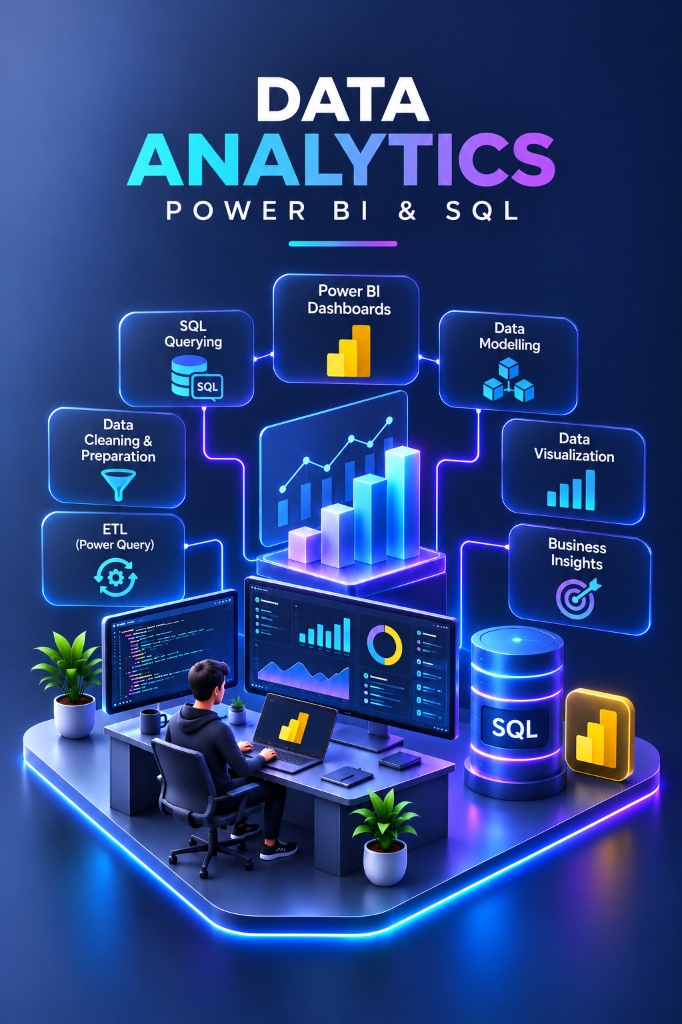 DATA
ANALYTICS
POWER BI & SQL
Power BI
Dashboards
SQL
Querying
SQL
Data
Modelling
Data
Cleaning &
Preparation
Data
Visualization
ETL
(Power Query)
Business
Insights
SQL